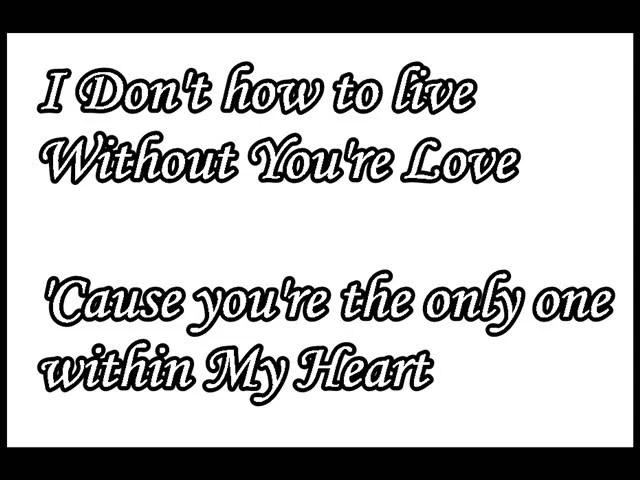 I Don't how to live
Without You're Love
'Cause you're the only one
within My Heart